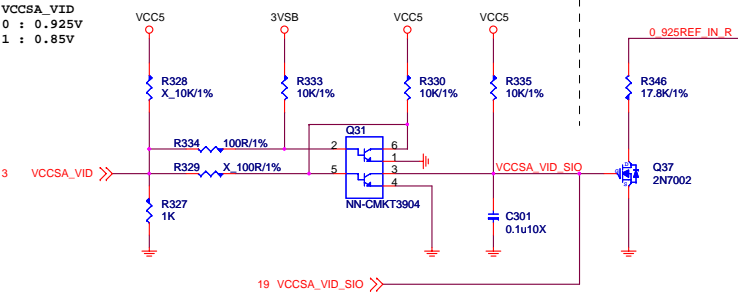 VCCSA_VID
0 : 0.925V
1 : 0.85V
VCC5
3VSB
VCC5
VCC5
0_925REF_IN_R
R328
X_10K/1%
R333
10K/1%
R330
10K/1%
R335
10K/1%
R346
17.8K/1%
R334
100R/1%
Q31
2
6
1
3 VCCSA_VID
R329
X_100R/1%
5
3
4
VCCSA_VID_SIO
Q37
2N7002
NN-CMKT3904
R327
1K
C301
0.1u10X
19 VCCSA_VID_SIO